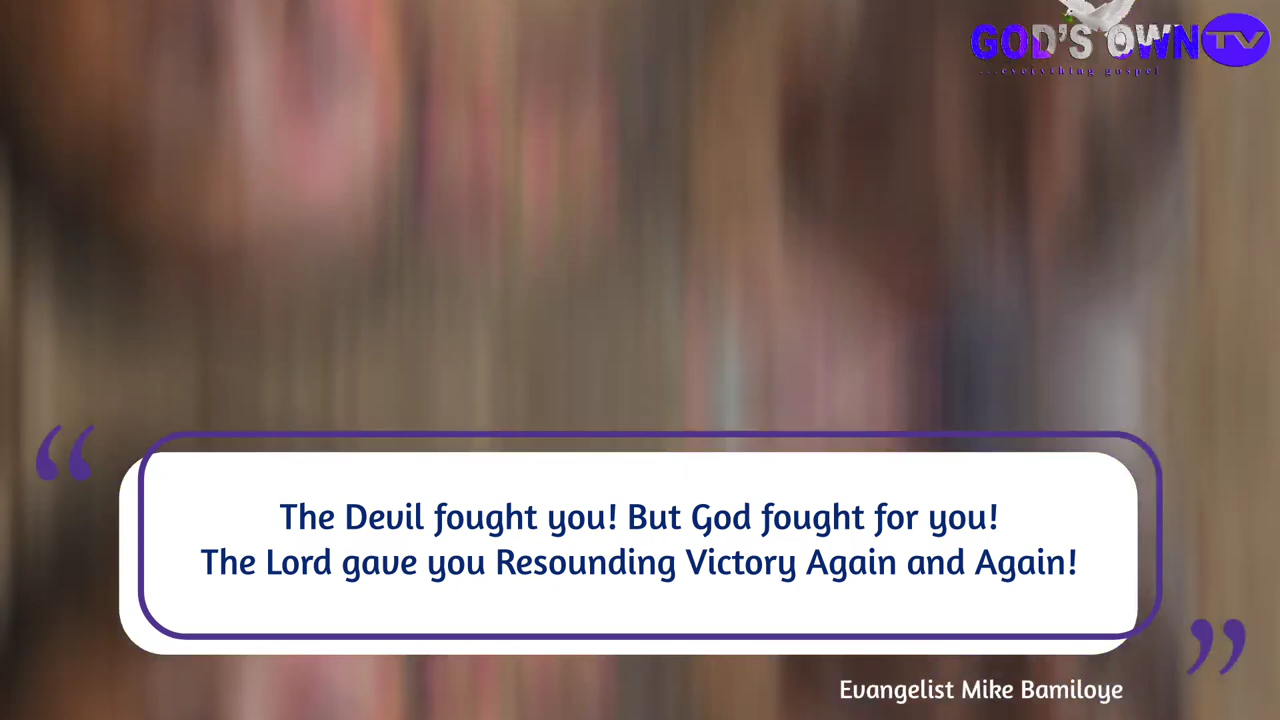 GOD'S OWN TV
...everything gospel
“
The Devil fought you! But God fought for you!
The Lord gave you Resounding Victory Again and Again!
”
Evangelist Mike Bamiloye